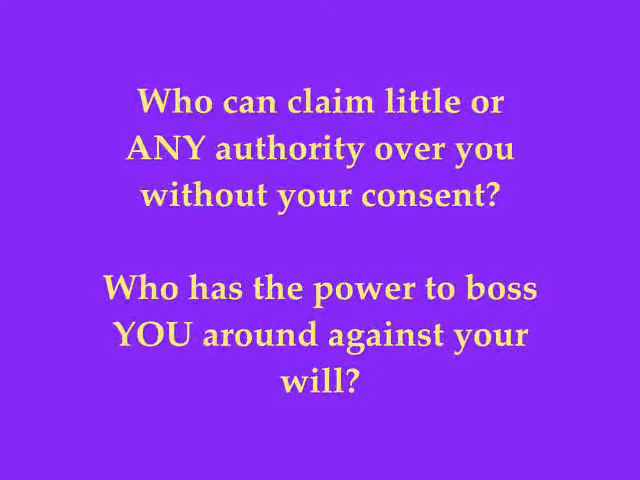 Who can claim little or
ANY authority over you
without your consent?
Who has the power to boss
YOU around against your
will?